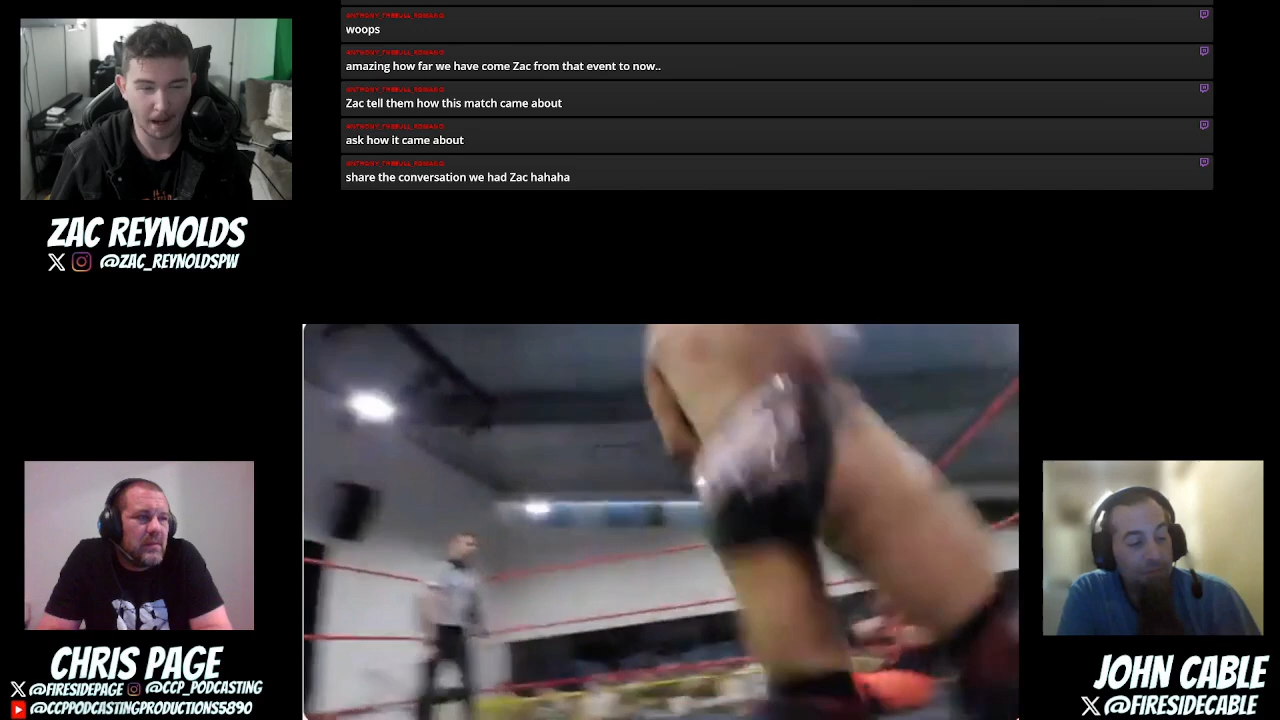 woops
amazing how far we have come Zac from that event to now..
Zac tell them how this match came about
ask how it came about
share the conversation we had Zac hahaha
ZAC REYNOLDS
@ZAC_REYNOLDSPW
CHRIS PAGE
@FIRESIDEPAGE @CCP_PODCASTING
@CCPPODCASTINGPRODUCTIONS5890
JOHN CABLE
@FIRESIDECABLE